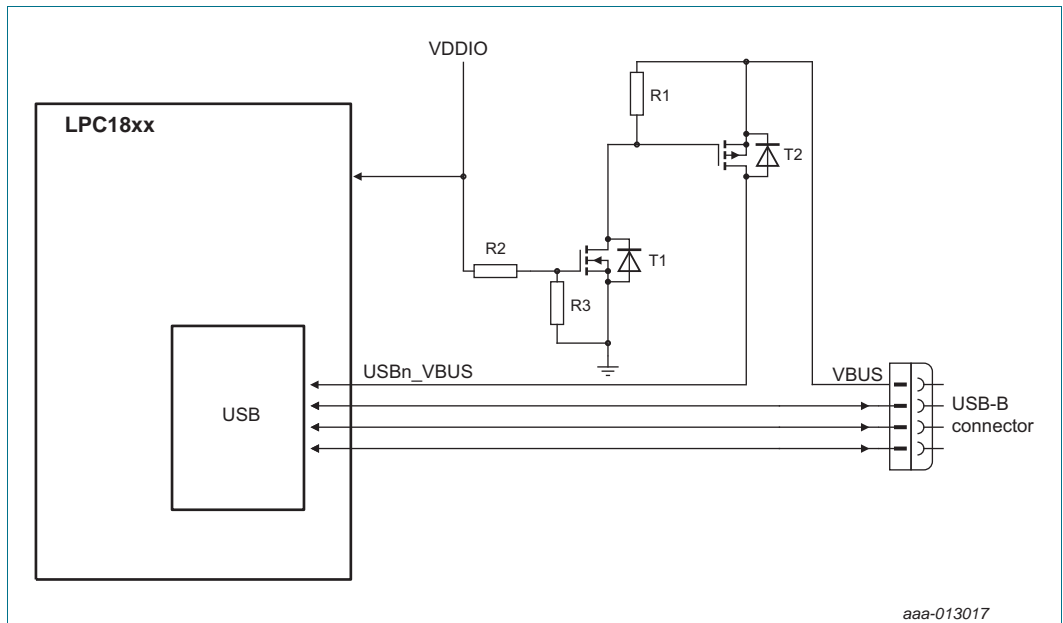 VDDIO
R1
LPC18xx
T2
R2
T1
R3
USBn_VBUS
VBUS
USB
USB-B
connector
aaa-013017